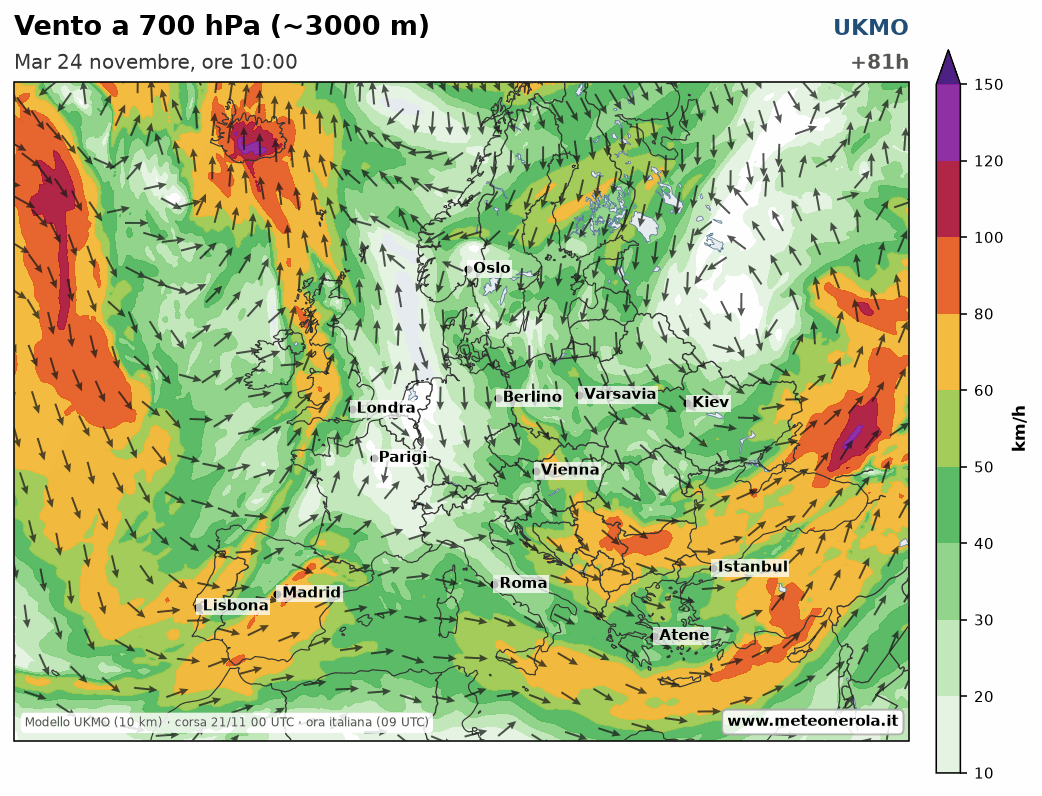 Vento a 700 hPa (~3000 m)
UKMO
Mar 24 novembre, ore 10:00
+81h
150
120
100
80
60
50
40
30
20
10
km/h
Oslo
Berlino
Varsavia
Kiev
Londra
Parigi
Vienna
Istanbul
Roma
Madrid
Lisbona
Atene
Modello UKMO (10 km) · corsa 21/11 00 UTC · ora italiana (09 UTC)
www.meteonerola.it